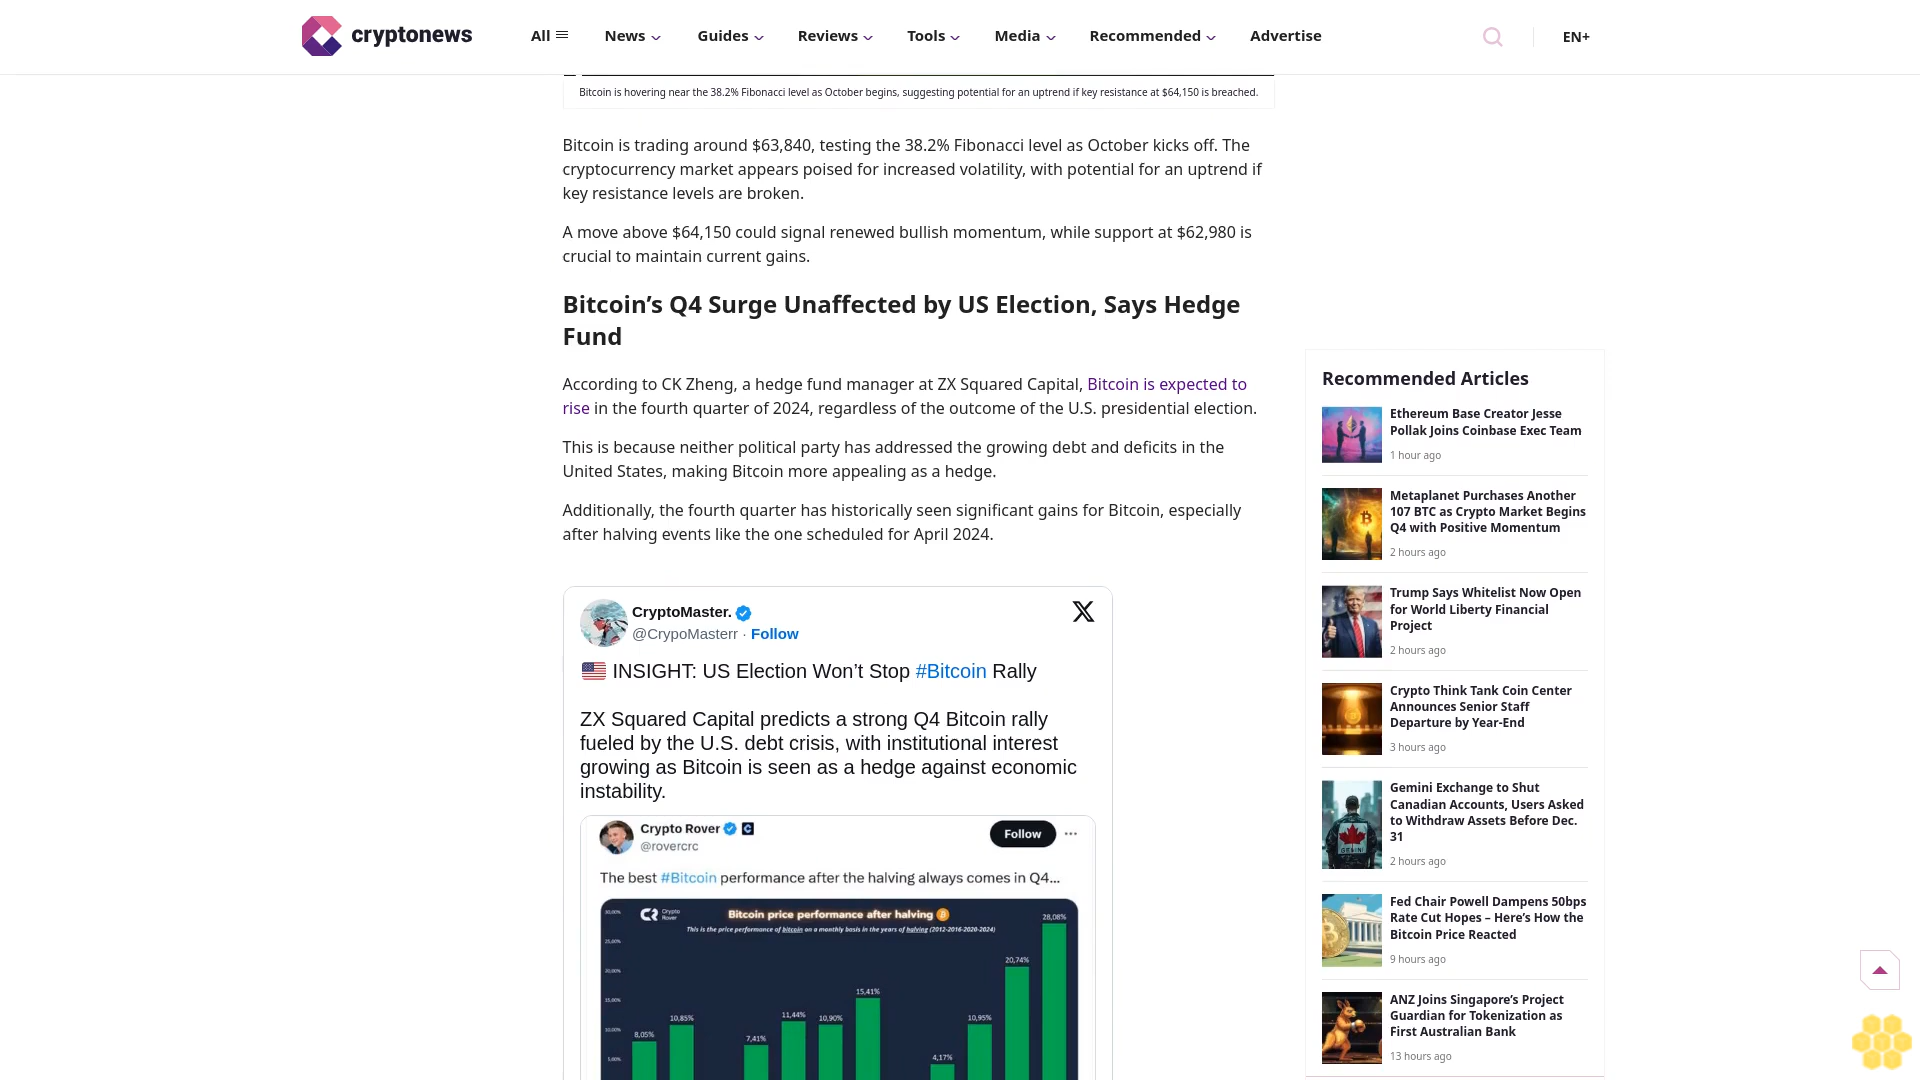 cryptonews
All
News
Guides
Reviews
Tools
Media
Recommended
Advertise
EN+
Bitcoin is hovering near the 38.2% Fibonacci level as October begins, suggesting potential for an uptrend if key resistance at $64,150 is breached.
Bitcoin is trading around $63,840, testing the 38.2% Fibonacci level as October kicks off. The
cryptocurrency market appears poised for increased volatility, with potential for an uptrend if
key resistance levels are broken.
A move above $64,150 could signal renewed bullish momentum, while support at $62,980 is
crucial to maintain current gains.
Bitcoin’s Q4 Surge Unaffected by US Election, Says Hedge
Fund
According to CK Zheng, a hedge fund manager at ZX Squared Capital, Bitcoin is expected to
rise in the fourth quarter of 2024, regardless of the outcome of the U.S. presidential election.
This is because neither political party has addressed the growing debt and deficits in the
United States, making Bitcoin more appealing as a hedge.
Additionally, the fourth quarter has historically seen significant gains for Bitcoin, especially
after halving events like the one scheduled for April 2024.
CryptoMaster.
@CrypoMasterr · Follow
INSIGHT: US Election Won’t Stop #Bitcoin Rally
ZX Squared Capital predicts a strong Q4 Bitcoin rally
fueled by the U.S. debt crisis, with institutional interest
growing as Bitcoin is seen as a hedge against economic
instability.
Crypto Rover
@rovercrc
Follow
The best #Bitcoin performance after the halving always comes in Q4...
Crypto
Rover
Bitcoin price performance after halving
This is the price performance of bitcoin on a monthly basis in the years of halving (2012-2016-2020-2024)
30,00%
25,00%
20,00%
15,00%
10,00%
5,00%
8,05%
10,85%
7,41%
11,44%
10,90%
15,41%
4,17%
10,95%
20,74%
28,08%
Recommended Articles
Ethereum Base Creator Jesse
Pollak Joins Coinbase Exec Team
1 hour ago
Metaplanet Purchases Another
107 BTC as Crypto Market Begins
Q4 with Positive Momentum
2 hours ago
Trump Says Whitelist Now Open
for World Liberty Financial
Project
2 hours ago
Crypto Think Tank Coin Center
Announces Senior Staff
Departure by Year-End
3 hours ago
Gemini Exchange to Shut
Canadian Accounts, Users Asked
to Withdraw Assets Before Dec.
31
2 hours ago
GEMINI
Fed Chair Powell Dampens 50bps
Rate Cut Hopes – Here’s How the
Bitcoin Price Reacted
9 hours ago
ANZ Joins Singapore’s Project
Guardian for Tokenization as
First Australian Bank
13 hours ago